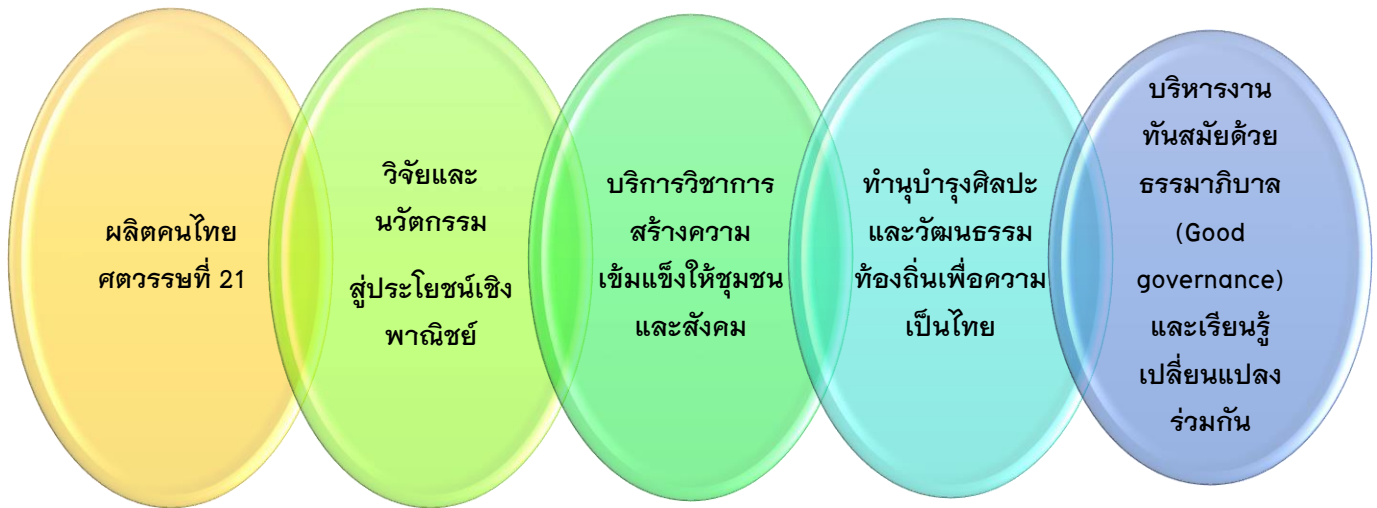 ผลิตคนไทย
ศตวรรษที่ 21
วิจัยและ
นวัตกรรม
สู่ประโยชน์เชิง
พาณิชย์
บริการวิชาการ
สร้างความ
เข้มแข็งให้ชุมชน
และสังคม
ทำนุบำรุงศิลปะ
และวัฒนธรรม
ท้องถิ่นเพื่อความ
เป็นไทย
บริหารงาน
ทันสมัยด้วย
ธรรมาภิบาล
(Good
governance)
และเรียนรู้
เปลี่ยนแปลง
ร่วมกัน